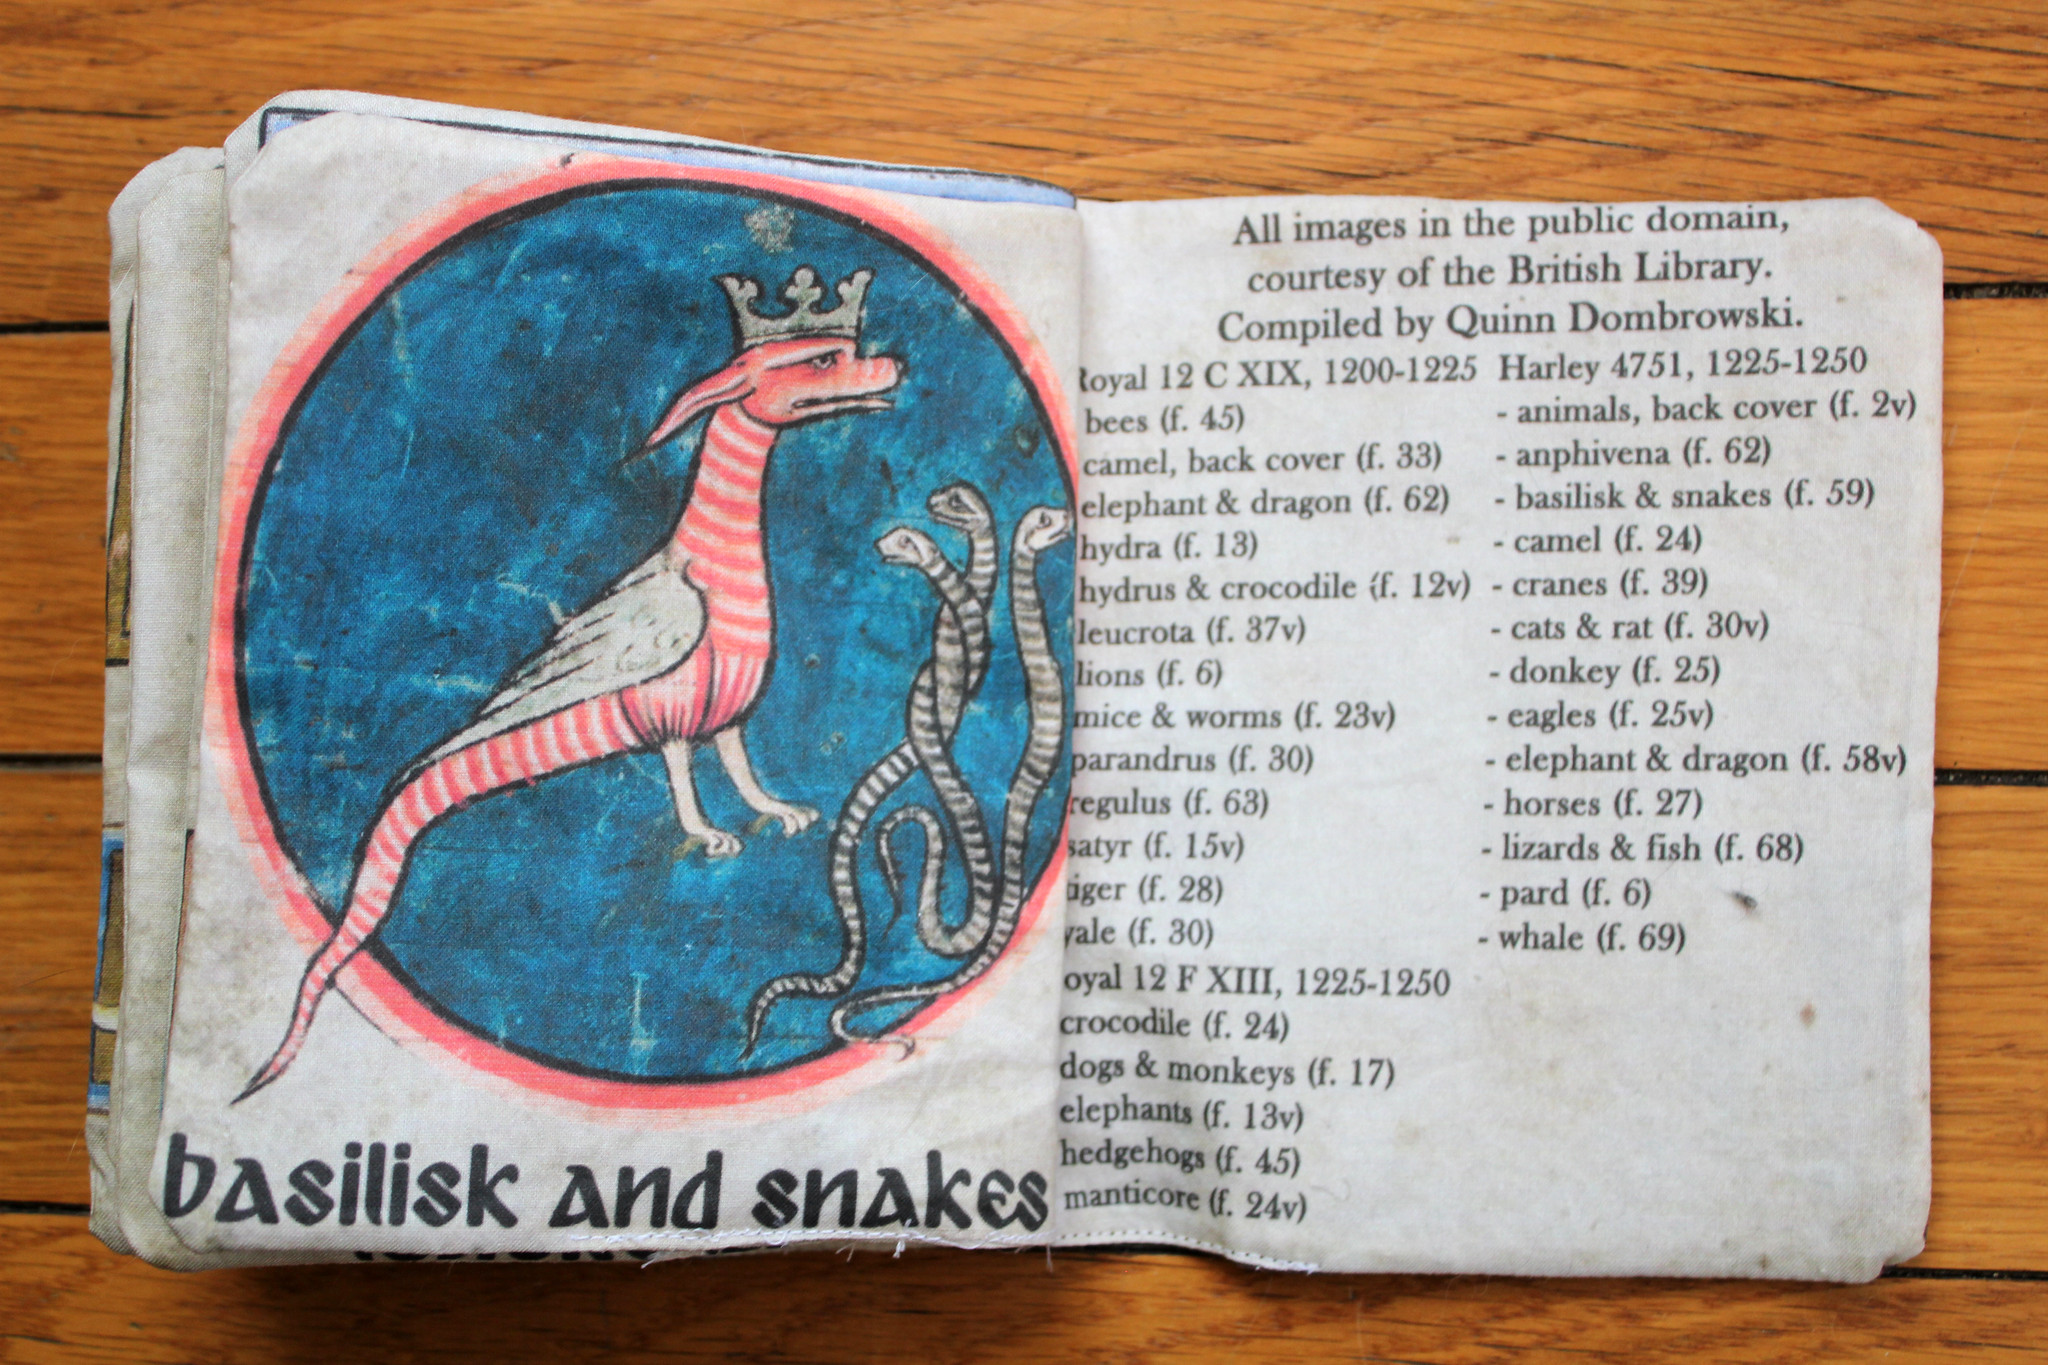 basilisk and snakes
All images in the public domain,
courtesy of the British Library.
Compiled by Quinn Dombrowski.
Royal 12 C XIX, 1200-1225
bees (f. 45)
camel, back cover (f. 33)
elephant & dragon (f. 62)
hydra (f. 13)
hydrus & crocodile (f. 12v)
leucrota (f. 37v)
lions (f. 6)
mice & worms (f. 23v)
parandrus (f. 30)
regulus (f. 63)
satyr (f. 15v)
tiger (f. 28)
yale (f. 30)
oyal 12 F XIII, 1225-1250
crocodile (f. 24)
dogs & monkeys (f. 17)
elephants (f. 13v)
hedgehogs (f. 45)
manticore (f. 24v)
Harley 4751, 1225-1250
- animals, back cover (f. 2v)
- anphivena (f. 62)
- basilisk & snakes (f. 59)
- camel (f. 24)
- cranes (f. 39)
- cats & rat (f. 30v)
- donkey (f. 25)
- eagles (f. 25v)
- elephant & dragon (f. 58v)
- horses (f. 27)
- lizards & fish (f. 68)
- pard (f. 6)
- whale (f. 69)